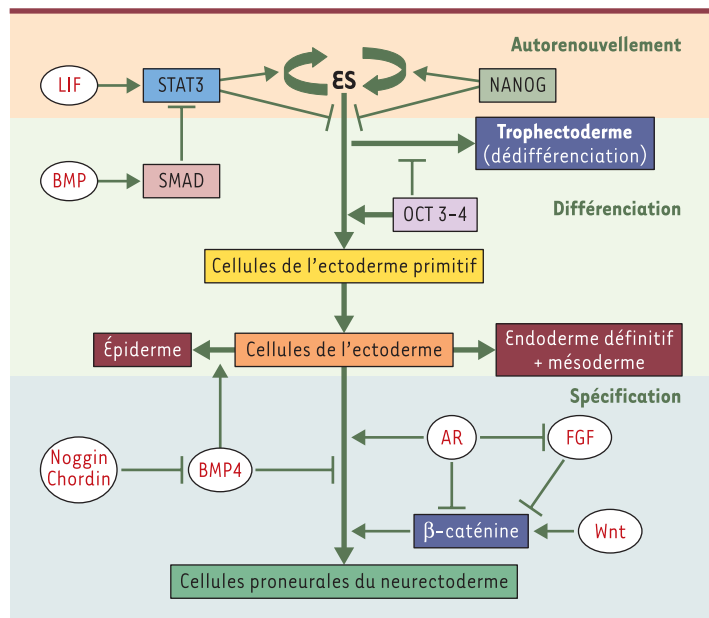 Autorenouvellement
LIF
STAT3
ES
NANOG
Trophectoderme
(dédifférenciation)
BMP
SMAD
OCT 3-4
Différenciation
Cellules de l'ectoderme primitif
Épiderme
Cellules de l'ectoderme
Endoderme définitif
+ mésoderme
Spécification
Noggin
Chordin
BMP4
AR
FGF
β-caténine
Wnt
Cellules proneurales du neurectoderme